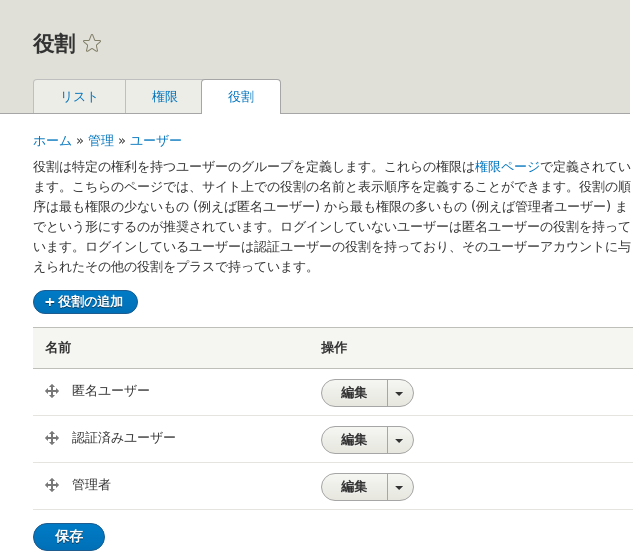 役割
リスト 権限 役割
ホーム » 管理 » ユーザー
役割は特定の権利を持つユーザーのグループを定義します。これらの権限は権限ページで定義されてい
ます。こちらのページでは、サイト上での役割の名前と表示順序を定義することができます。役割の順
序は最も権限の少ないもの (例えば匿名ユーザー) から最も権限の多いもの (例えば管理者ユーザー) ま
でという形にするのが推奨されています。ログインしていないユーザーは匿名ユーザーの役割を持って
います。ログインしているユーザーは認証ユーザーの役割を持っており、そのユーザーアカウントに与
えられたその他の役割をプラスで持っています。
+ 役割の追加
名前 操作
匿名ユーザー 編集
認証済みユーザー 編集
管理者 編集
保存